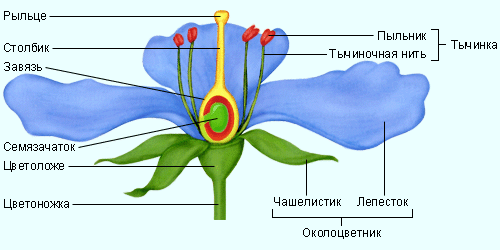 Рыльце
Столбик
Завязь
Семязачаток
Цветоложе
Цветоножка
Пыльник
Тычиночная нить
Тычинка
Чашелистик
Лепесток
Околоцветник